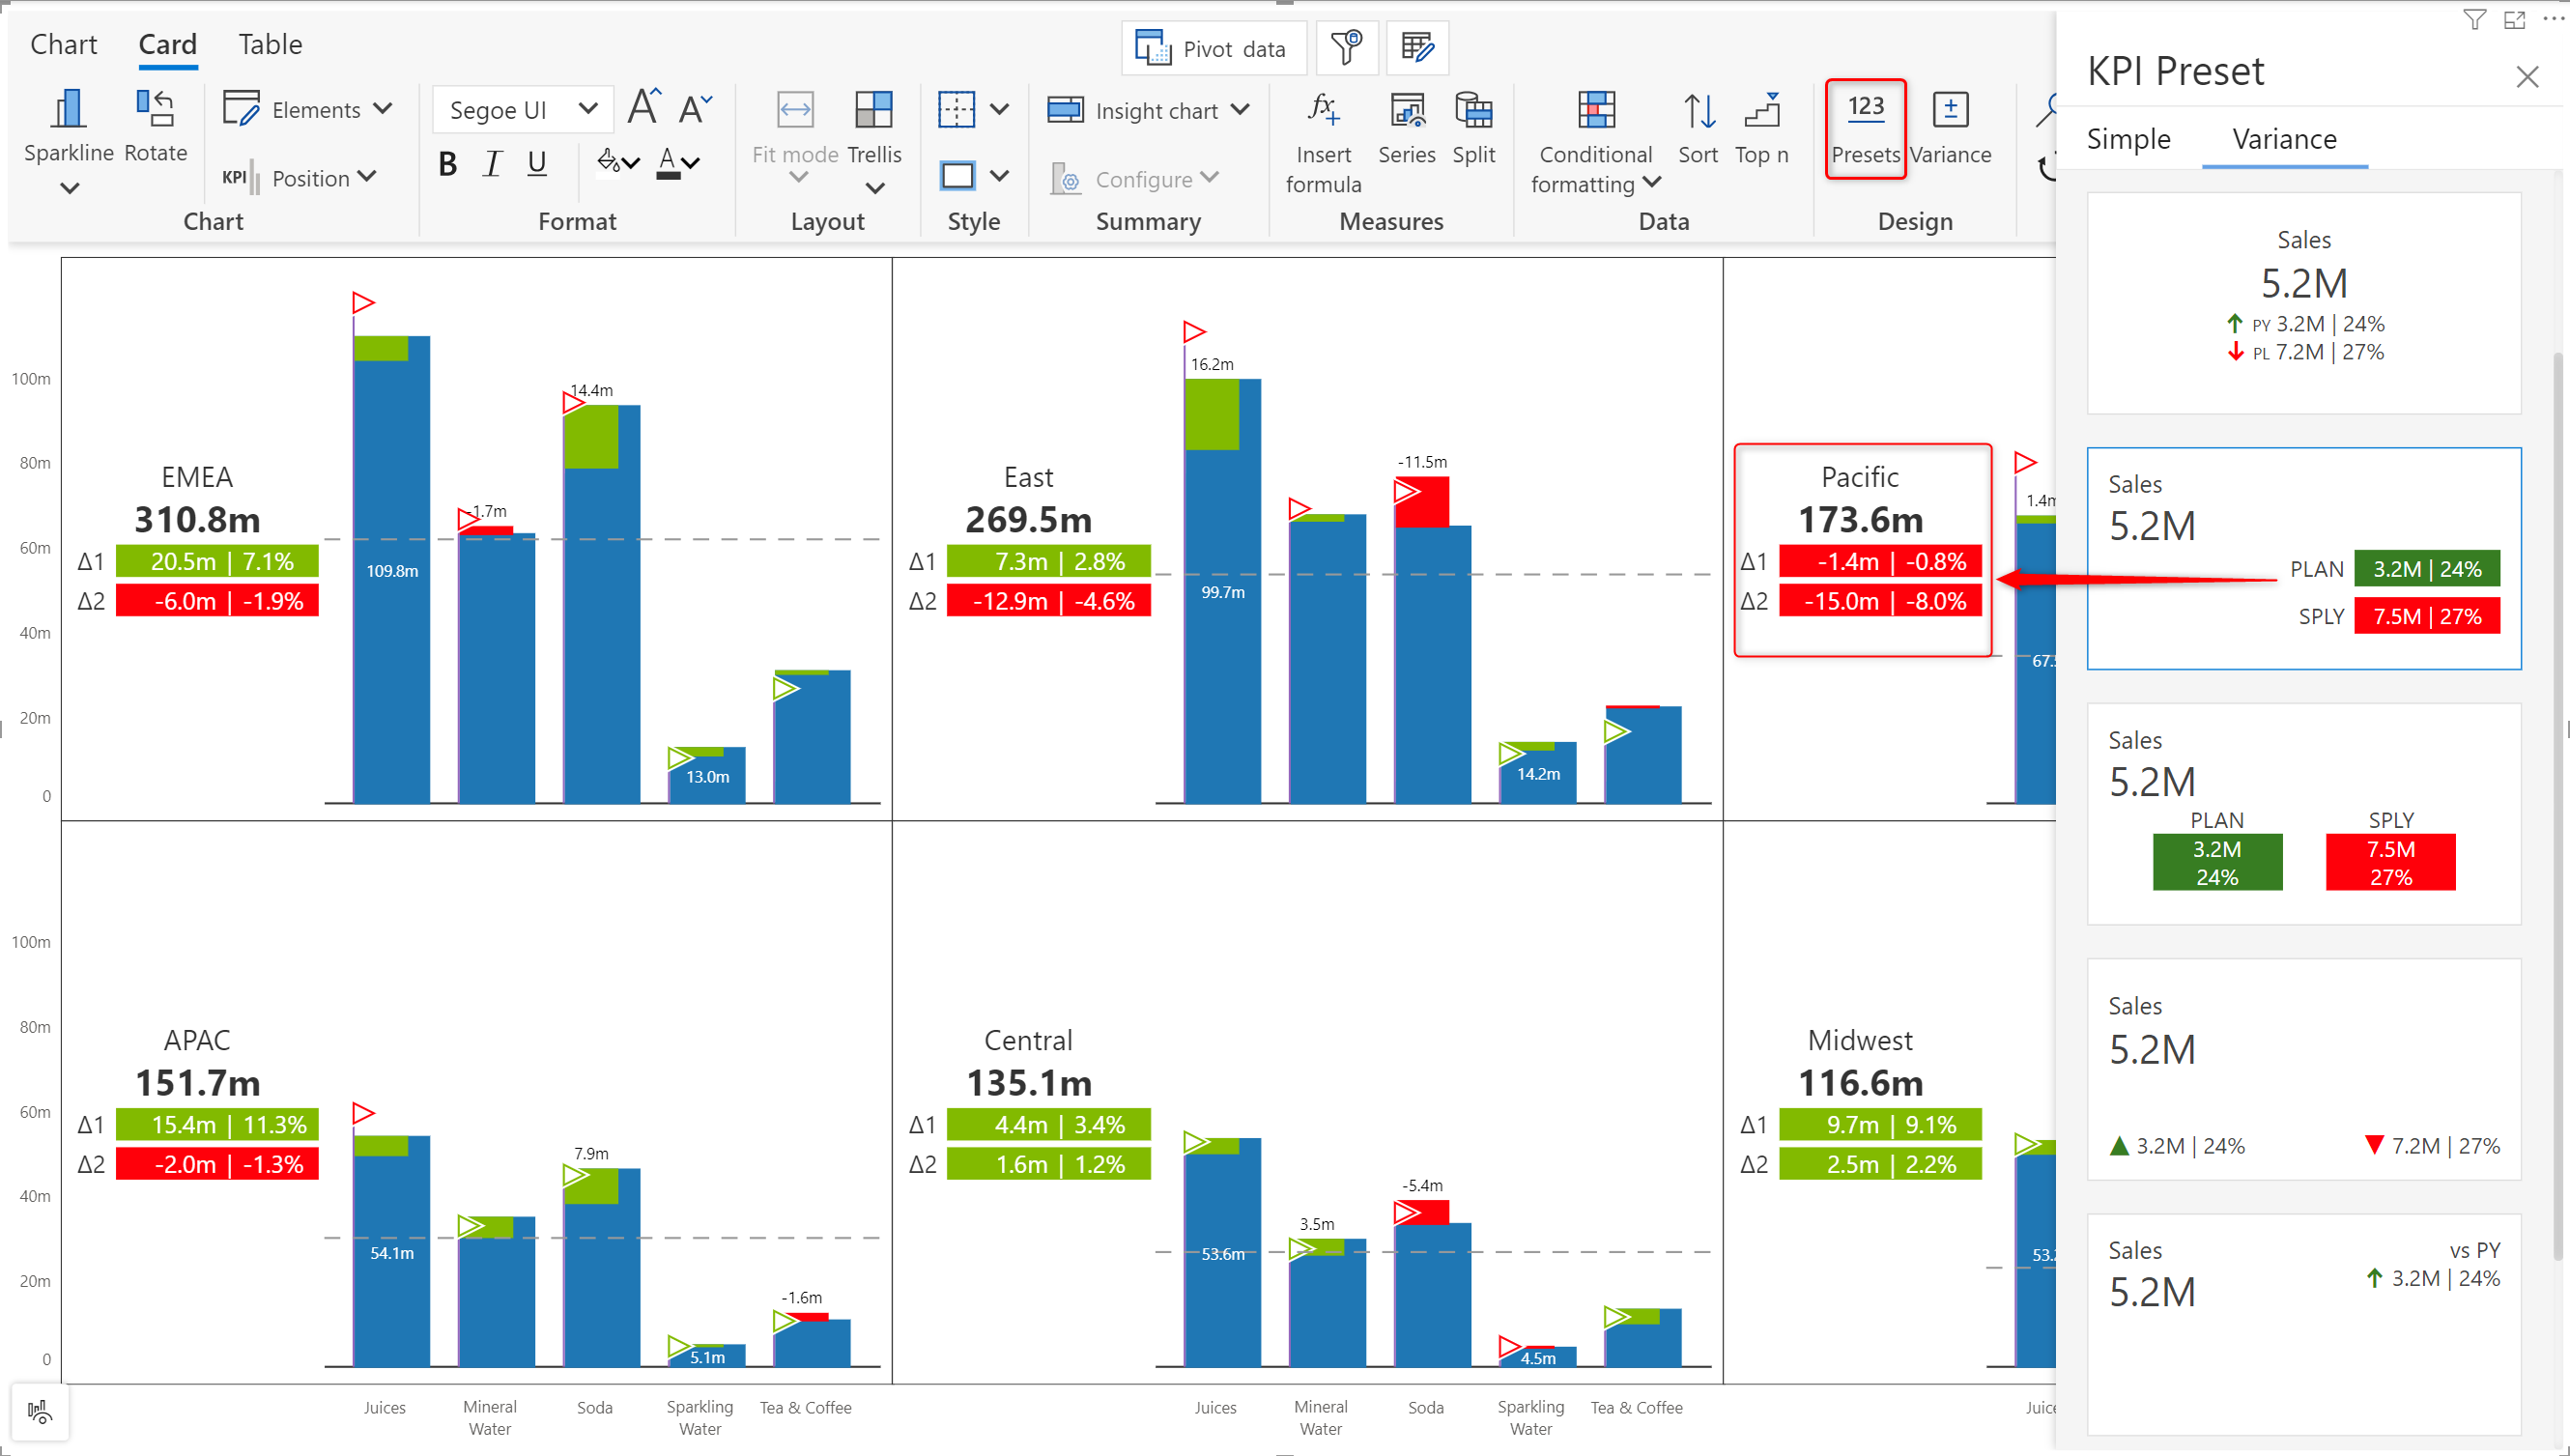 Chart Card Table
Pivot data
Sparkline
Rotate
Elements
KPI Position
Chart
Segoe UI
A A
B I U A
Format
Fit mode
Trellis
Layout
Style
Insight chart
Configure
Summary
fx
Insert
formula
Series
Split
Measures
Conditional
formatting
Sort
Top n
Data
123
Presets
Variance
Design
KPI Preset
Simple Variance
Sales
5.2M
PY 3.2M | 24%
PL 7.2M | 27%
Sales
5.2M
PLAN 3.2M | 24%
SPLY 7.5M | 27%
Sales
5.2M
PLAN SPLY
3.2M 7.5M
24% 27%
Sales
5.2M
3.2M | 24% 7.2M | 27%
Sales vs PY
5.2M 3.2M | 24%
100m
80m
60m
40m
20m
0
EMEA
310.8m
Δ1 20.5m | 7.1%
Δ2 -6.0m | -1.9%
109.8m
-1.7m
14.4m
13.0m
East
269.5m
Δ1 7.3m | 2.8%
Δ2 -12.9m | -4.6%
16.2m
99.7m
-11.5m
14.2m
Pacific
173.6m
Δ1 -1.4m | -0.8%
Δ2 -15.0m | -8.0%
1.4m
100m
80m
60m
40m
20m
0
APAC
151.7m
Δ1 15.4m | 11.3%
Δ2 -2.0m | -1.3%
54.1m
7.9m
5.1m
-1.6m
Central
135.1m
Δ1 4.4m | 3.4%
Δ2 1.6m | 1.2%
53.6m
3.5m
-5.4m
4.5m
Midwest
116.6m
Δ1 9.7m | 9.1%
Δ2 2.5m | 2.2%
Juices
Mineral
Water
Soda
Sparkling
Water
Tea & Coffee
Juices
Mineral
Water
Soda
Sparkling
Water
Tea & Coffee